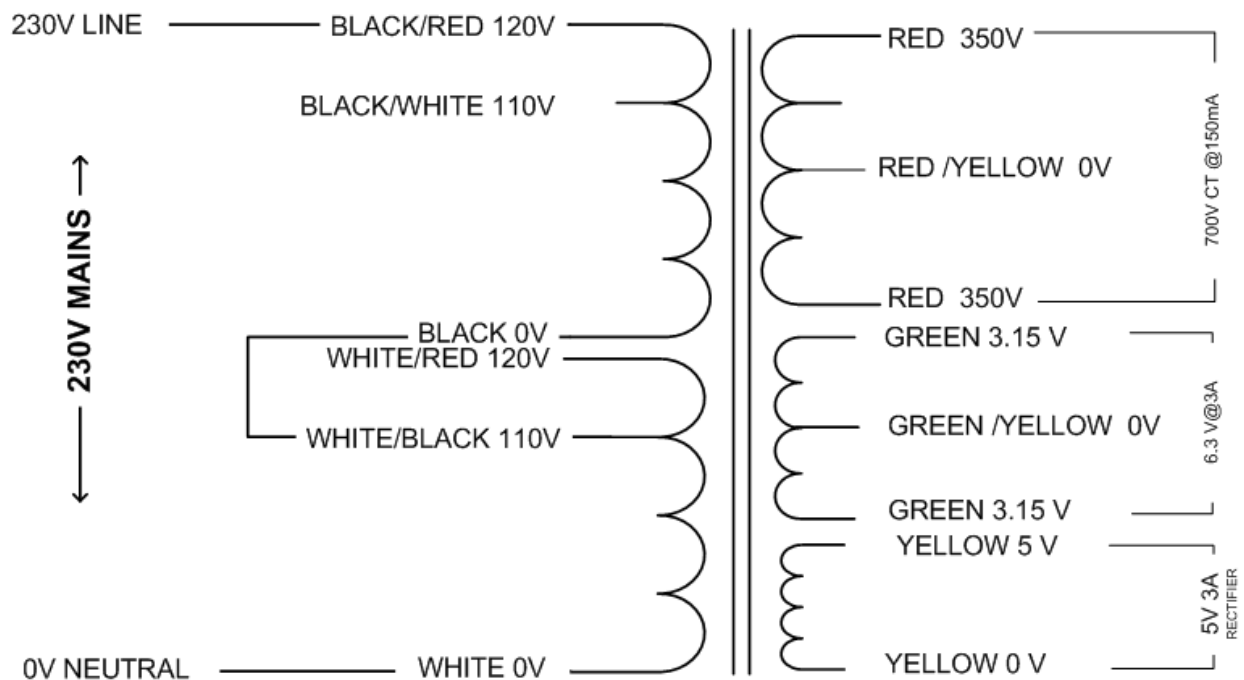 230V LINE
BLACK/RED 120V
BLACK/WHITE 110V
230V MAINS
BLACK 0V
WHITE/RED 120V
WHITE/BLACK 110V
0V NEUTRAL
WHITE 0V
RED 350V
RED /YELLOW 0V
RED 350V
700V CT @150mA
GREEN 3.15 V
GREEN /YELLOW 0V
GREEN 3.15 V
6.3 V@3A
YELLOW 5 V
YELLOW 0 V
5V 3A
RECTIFIER